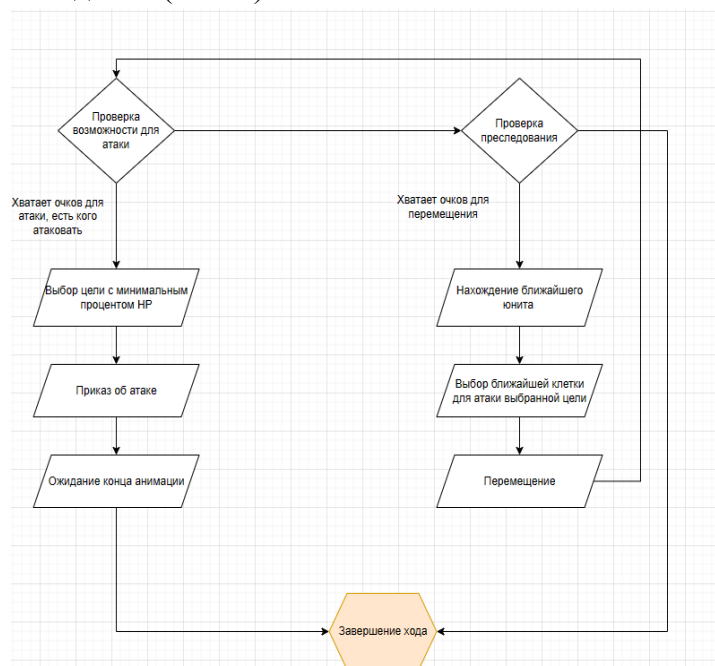 Проверка
возможности для
атаки
Проверка
преследования
Хватает очков для
атаки, есть кого
атаковать
Хватает очков для
перемещения
Выбор цели с минимальным
процентом HP
Нахождение ближайшего
юнита
Приказ об атаке
Выбор ближайшей клетки
для атаки выбранной цели
Ожидание конца анимации
Перемещение
Завершение хода